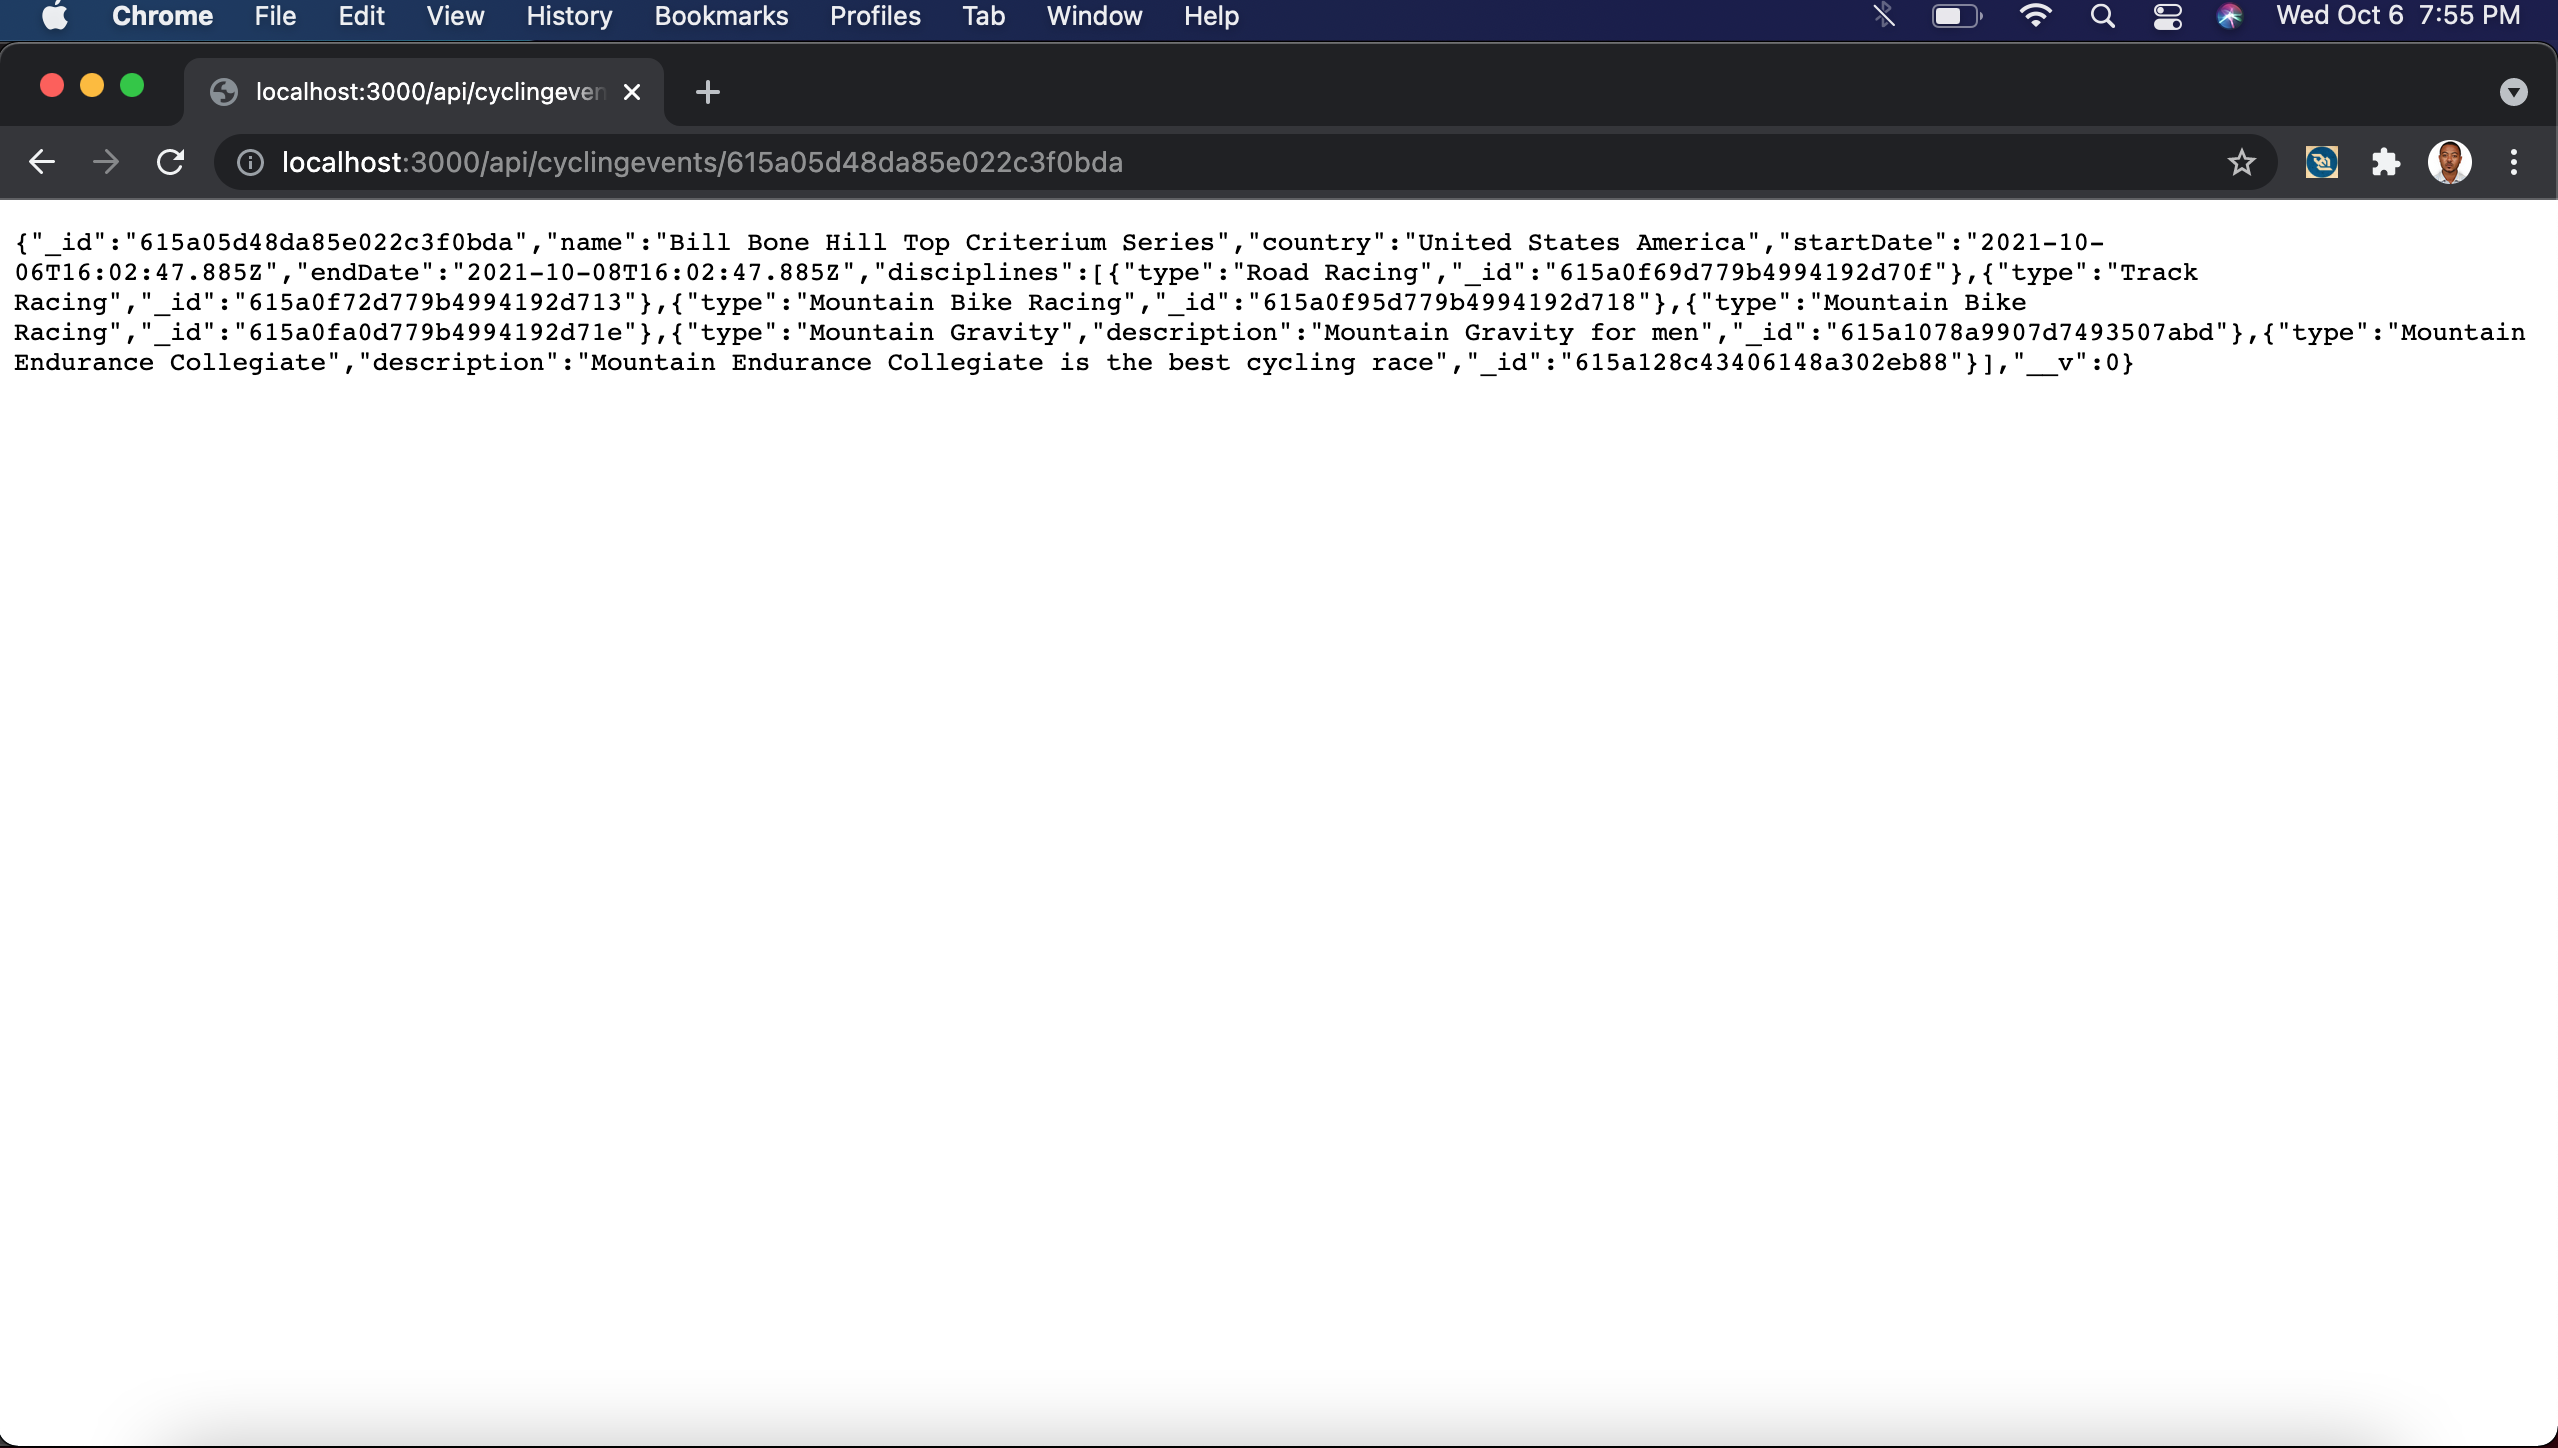 Chrome File Edit View History Bookmarks Profiles Tab Window Help Wed Oct 6 7:55 PM
localhost:3000/api/cyclingeven
localhost:3000/api/cyclingevents/615a05d48da85e022c3f0bda
{"_id":"615a05d48da85e022c3f0bda","name":"Bill Bone Hill Top Criterium Series","country":"United States America","startDate":"2021-10-
06T16:02:47.885Z","endDate":"2021-10-08T16:02:47.885Z","disciplines":[{"type":"Road Racing","_id":"615a0f69d779b4994192d70f"},{"type":"Track
Racing","_id":"615a0f72d779b4994192d713"},{"type":"Mountain Bike Racing","_id":"615a0f95d779b4994192d718"},{"type":"Mountain Bike
Racing","_id":"615a0fa0d779b4994192d71e"},{"type":"Mountain Gravity","description":"Mountain Gravity for men","_id":"615a1078a9907d7493507abd"},{"type":"Mountain
Endurance Collegiate","description":"Mountain Endurance Collegiate is the best cycling race","_id":"615a128c43406148a302eb88"}],"__v":0}